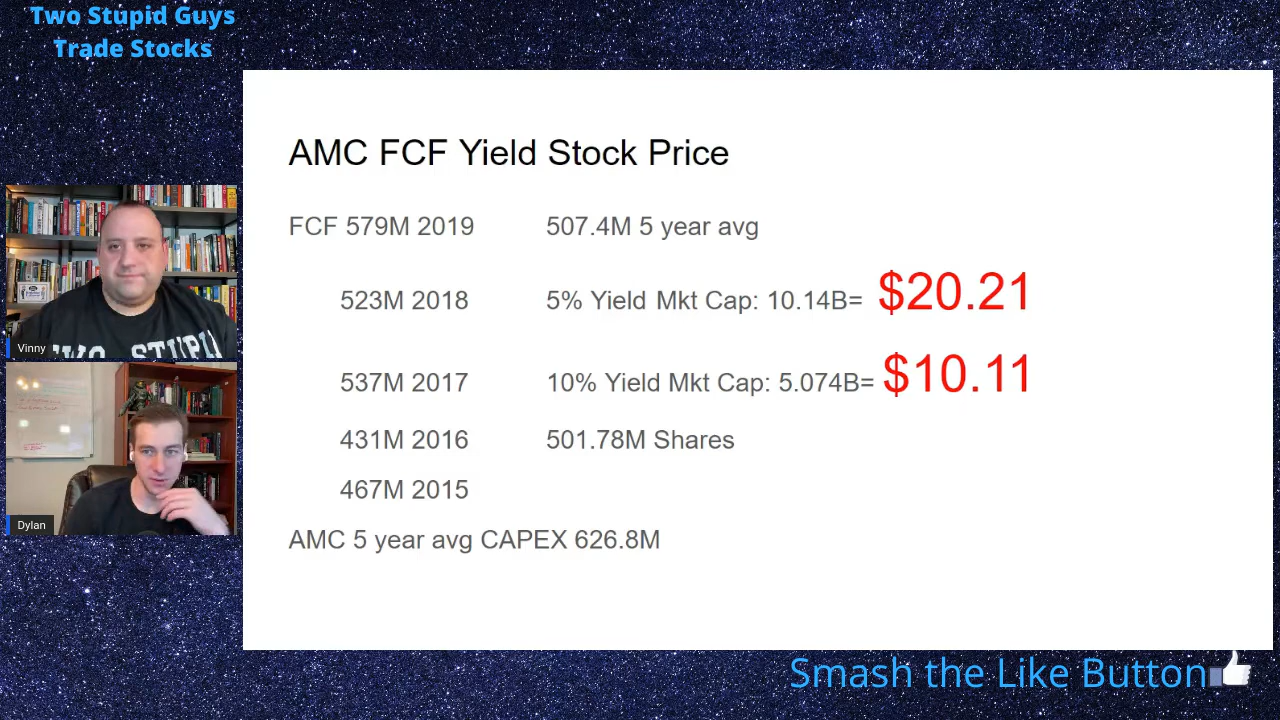 Two Stupid Guys
Trade Stocks
AMC FCF Yield Stock Price
FCF 579M 2019 507.4M 5 year avg
523M 2018 5% Yield Mkt Cap: 10.14B= $20.21
537M 2017 10% Yield Mkt Cap: 5.074B= $10.11
431M 2016 501.78M Shares
467M 2015
AMC 5 year avg CAPEX 626.8M
Vinny
TWO STUPID
Dylan
Smash the Like Button